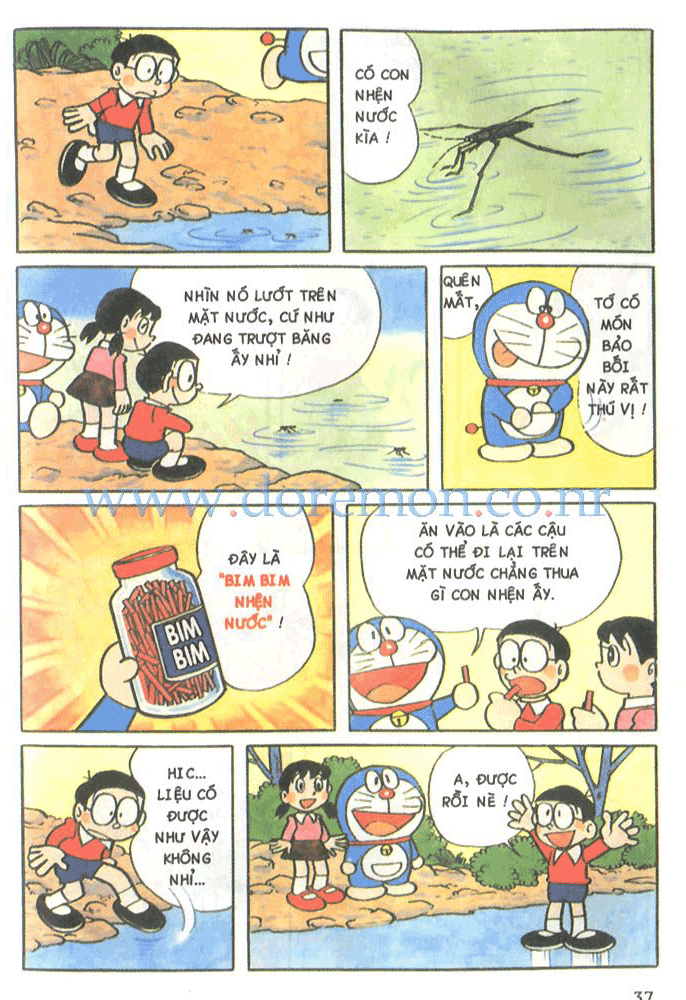 CÓ CON
NHỆN
NƯỚC
KÌA !
NHÌN NÓ LƯỚT TRÊN
MẶT NƯỚC, CỨ NHƯ
ĐANG TRƯỢT BĂNG
ẤY NHỈ !
QUÊN
MẤT,
TỚ CÓ
MÓN
BẢO
BỐI
NÀY RẤT
THÚ VỊ !
www.doremon.co.nr
ĐÂY LÀ
"BIM BIM
NHỆN
NƯỚC" !
BIM
BIM
ĂN VÀO LÀ CÁC CẬU
CÓ THỂ ĐI LẠI TRÊN
MẶT NƯỚC CHẲNG THUA
GÌ CON NHỆN ẤY.
HIC...
LIỆU CÓ
ĐƯỢC
NHƯ VẬY
KHÔNG
NHỈ...
A, ĐƯỢC
RỒI NÈ !
37